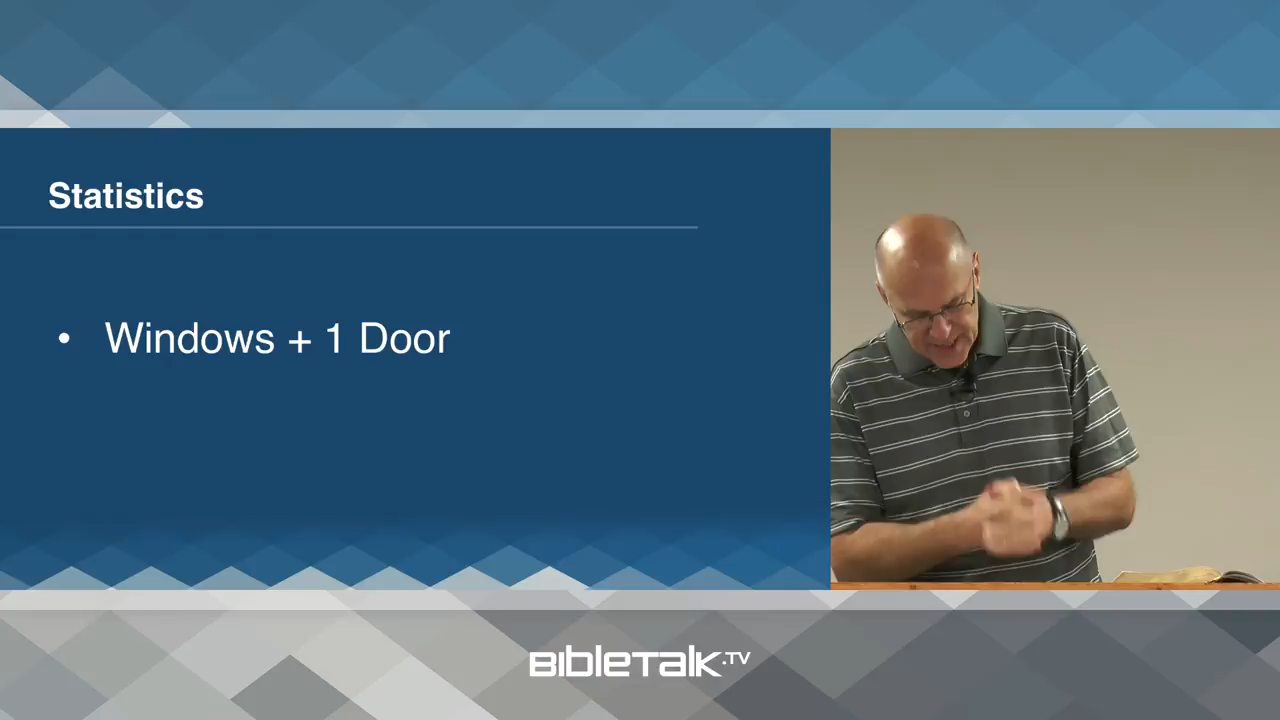 Statistics
• Windows + 1 Door
BibleTalk.TV